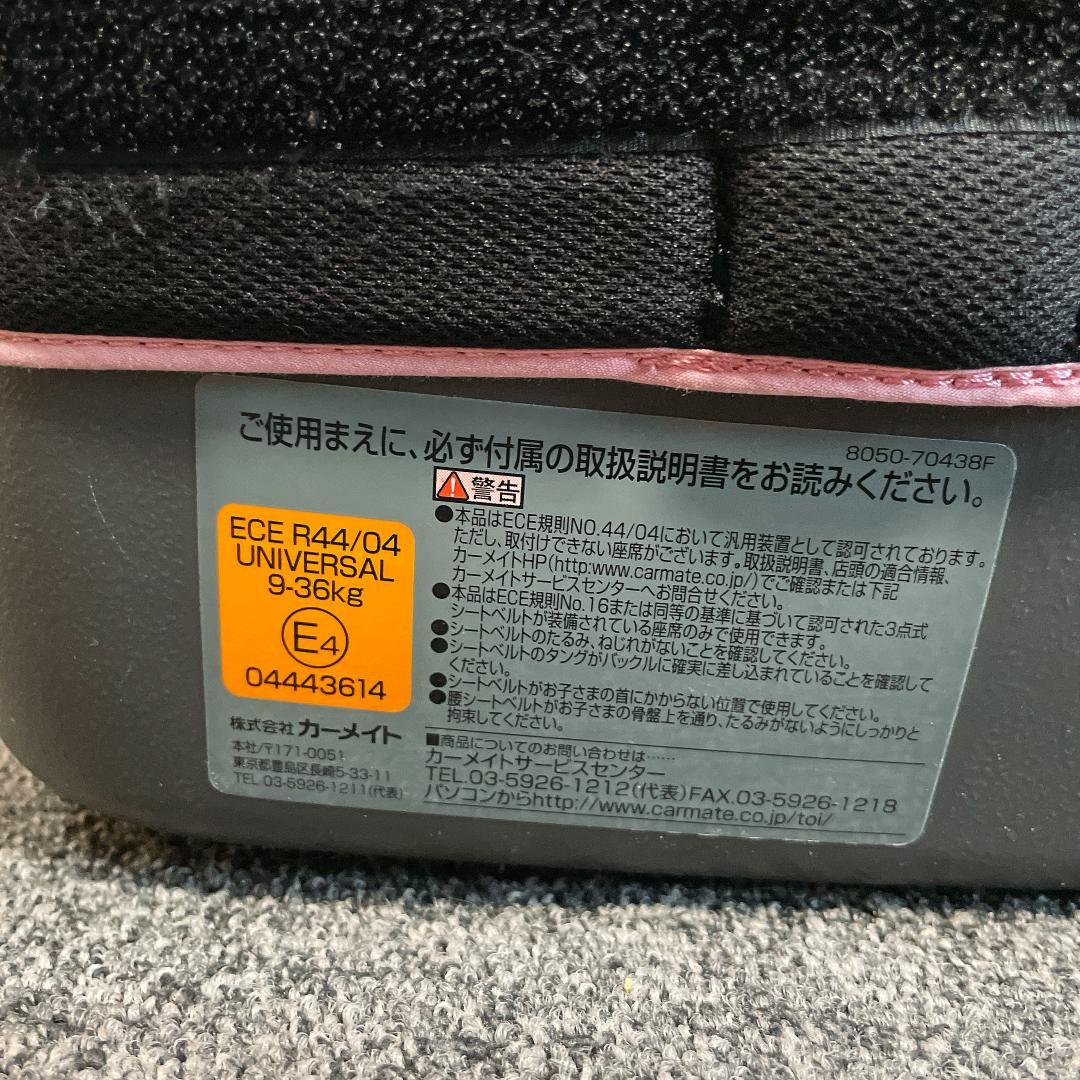 ご使用まえに、必ず付属の取扱説明書をお読みください。
8050-70438F
警告
●本品はECE規則NO.44/04において汎用装置として認可されております。
ただし、取付けできない座席がございます。取扱説明書、店頭の適合情報、
カーメイトHP(http:www.carmate.co.jp/)でご確認または下記
カーメイトサービスセンターへお問合せください。
●本品はECE規則No.16または同等の基準に基づいて認可された3点式
シートベルトが装備されている座席のみで使用できます。
●シートベルトのたるみ、ねじれがないことを確認してください。
●シートベルトのタングがバックルに確実に差し込まれていることを確認して
ください。
●シートベルトがお子さまの首にかからない位置で使用してください。
●腰シートベルトがお子さまの骨盤上を通り、たるみがないようにしっかりと
拘束してください。
■商品についてのお問い合わせは……
カーメイトサービスセンター
TEL.03-5926-1212(代表)FAX.03-5926-1218
パソコンからhttp://www.carmate.co.jp/toi/
ECE R44/04
UNIVERSAL
9-36kg
E4
04443614
株式会社 カーメイト
本社/〒171-0051
東京都豊島区長崎5-33-11
TEL 03-5926-1211(代表)